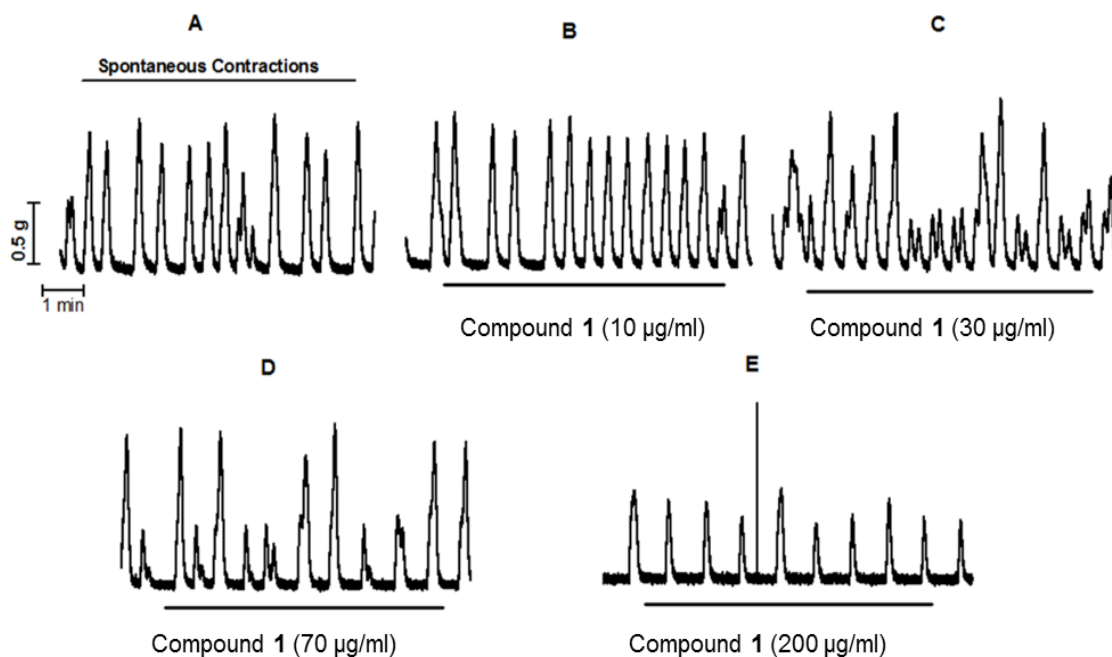 A
Spontaneous Contractions
0.5 g
1 min
B
Compound 1 (10 µg/ml)
C
Compound 1 (30 µg/ml)
D
Compound 1 (70 µg/ml)
E
Compound 1 (200 µg/ml)